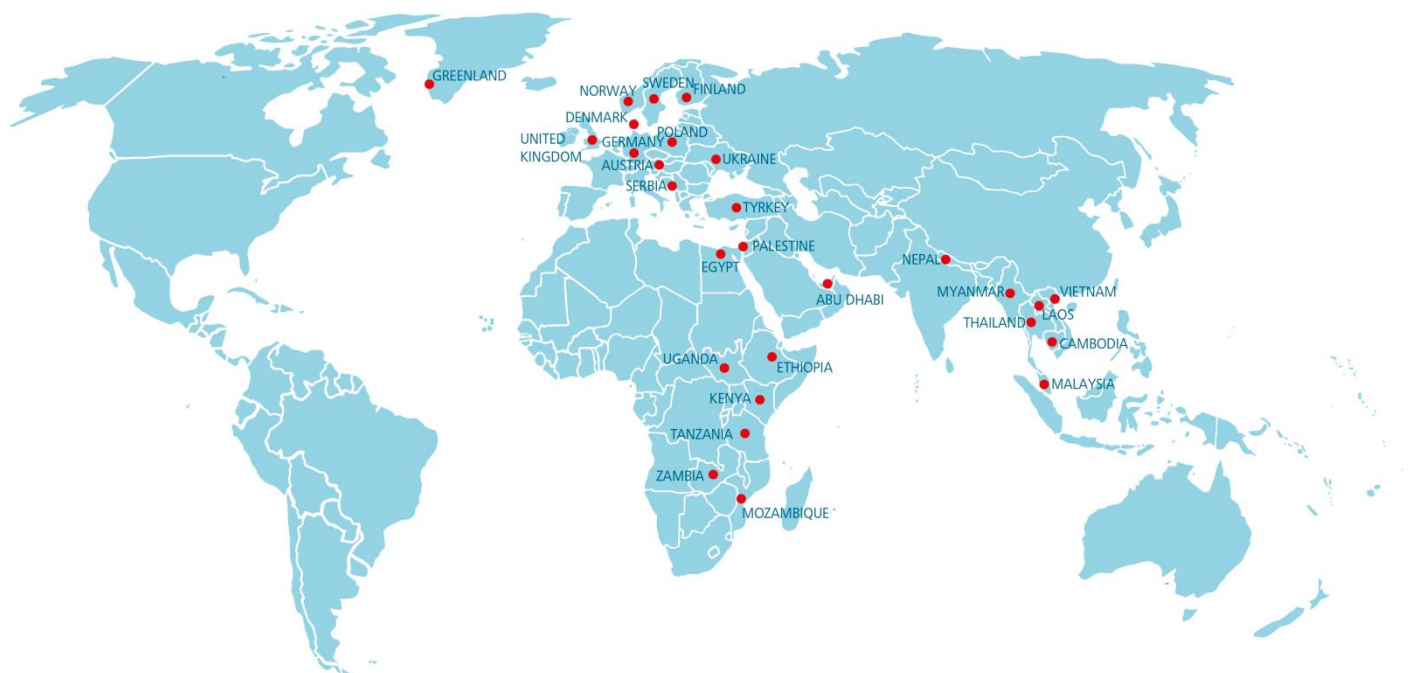 GREENLAND
NORWAY
SWEDEN
FINLAND
DENMARK
UNITED
KINGDOM
GERMANY
POLAND
AUSTRIA
UKRAINE
SERBIA
TYRKEY
PALESTINE
EGYPT
ABU DHABI
NEPAL
MYANMAR
VIETNAM
LAOS
THAILAND
CAMBODIA
UGANDA
ETHIOPIA
MALAYSIA
KENYA
TANZANIA
ZAMBIA
MOZAMBIQUE